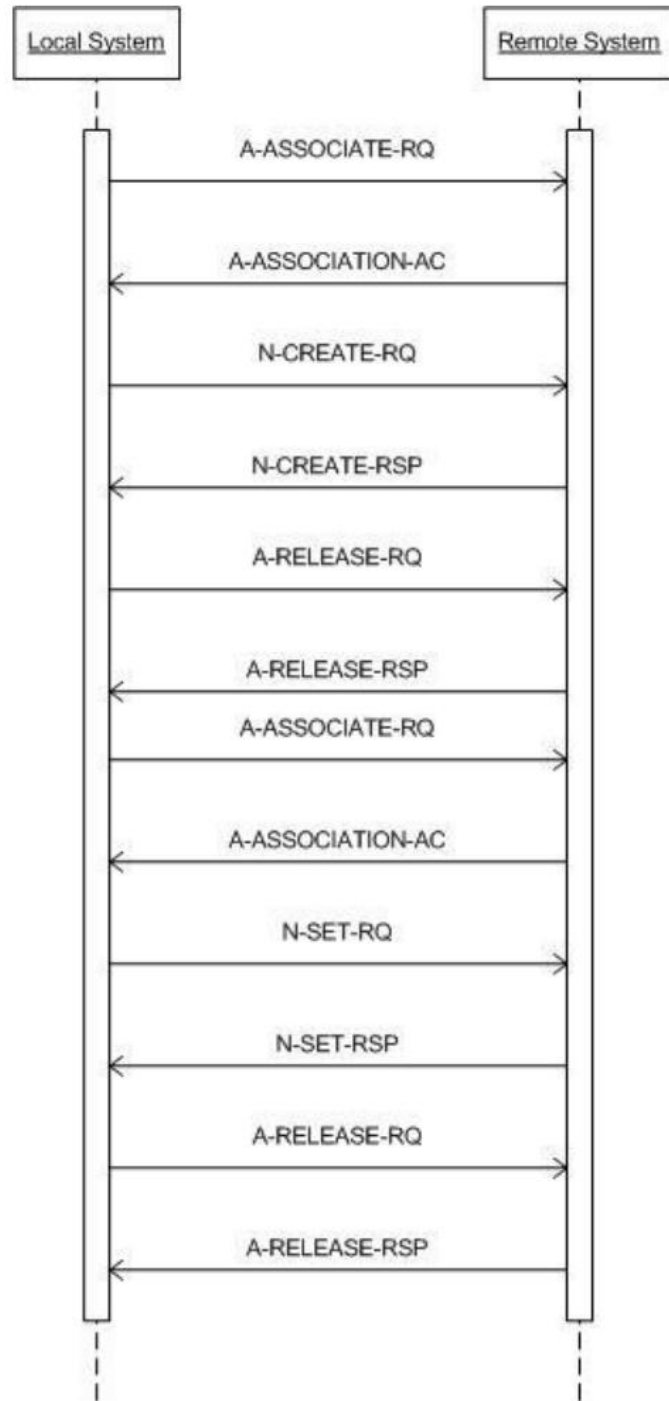 Local System
Remote System
A-ASSOCIATE-RQ
A-ASSOCIATION-AC
N-CREATE-RQ
N-CREATE-RSP
A-RELEASE-RQ
A-RELEASE-RSP
A-ASSOCIATE-RQ
A-ASSOCIATION-AC
N-SET-RQ
N-SET-RSP
A-RELEASE-RQ
A-RELEASE-RSP